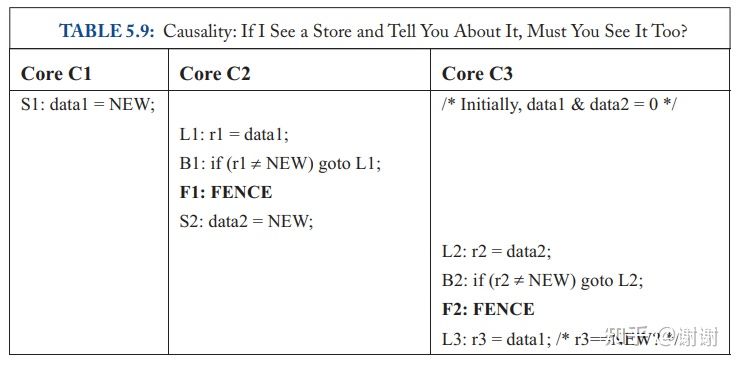 TABLE 5.9: Causality: If I See a Store and Tell You About It, Must You See It Too?
Core C1 Core C2 Core C3
S1: data1 = NEW; /* Initially, data1 & data2 = 0 */
L1: r1 = data1;
B1: if (r1 ≠ NEW) goto L1;
F1: FENCE
S2: data2 = NEW;
L2: r2 = data2;
B2: if (r2 ≠ NEW) goto L2;
F2: FENCE
L3: r3 = data1; /* r3==NEW? */
知乎 @谢谢